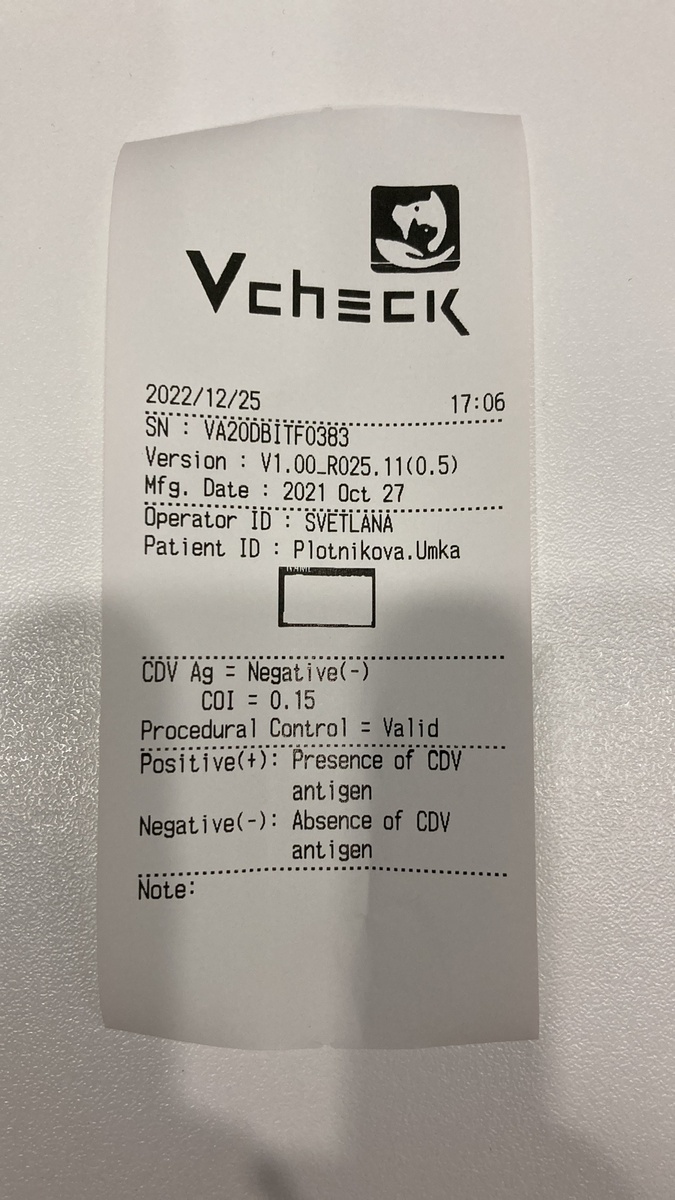 Vcheck
2022/12/25 17:06
SN : VA20DBITF0383
Version : V1.00_R025.11(0.5)
Mfg. Date : 2021 Oct 27
Operator ID : SVETLANA
Patient ID : Plotnikova.Umka
NAME
CDV Ag = Negative(-)
COI = 0.15
Procedural Control = Valid
Positive(+): Presence of CDV
antigen
Negative(-): Absence of CDV
antigen
Note: